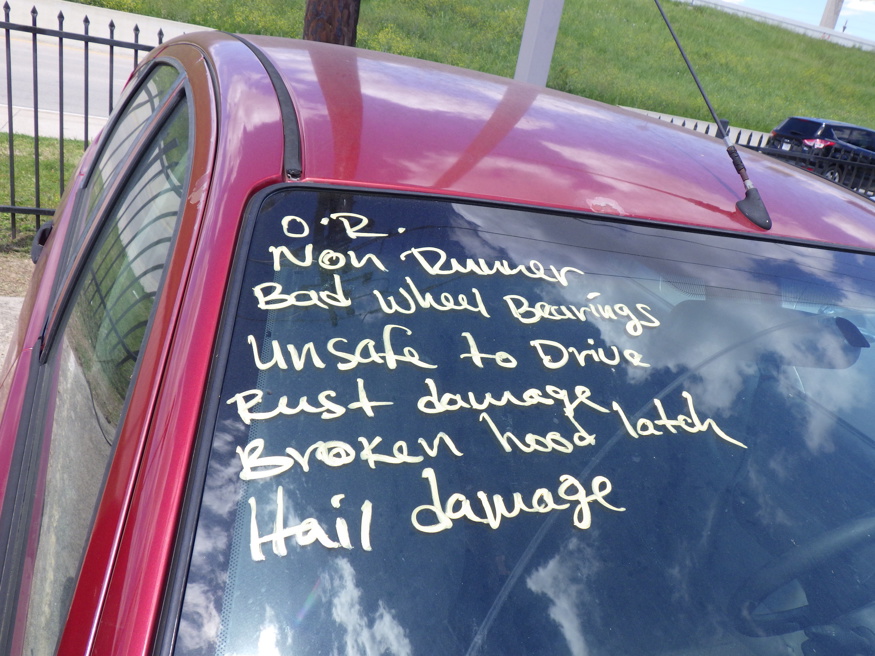 O.R.
Non Runner
Bad Wheel Bearings
Unsafe to Drive
Rust damage
Broken hood latch
Hail damage